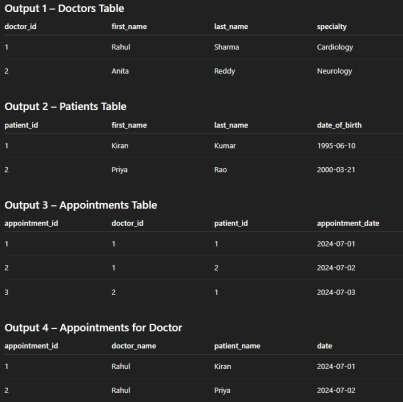 Output 1 – Doctors Table
doctor_id first_name last_name specialty
1 Rahul Sharma Cardiology
2 Anita Reddy Neurology
Output 2 – Patients Table
patient_id first_name last_name date_of_birth
1 Kiran Kumar 1995-06-10
2 Priya Rao 2000-03-21
Output 3 – Appointments Table
appointment_id doctor_id patient_id appointment_date
1 1 1 2024-07-01
2 1 2 2024-07-02
3 2 1 2024-07-03
Output 4 – Appointments for Doctor
appointment_id doctor_name patient_name date
1 Rahul Kiran 2024-07-01
2 Rahul Priya 2024-07-02